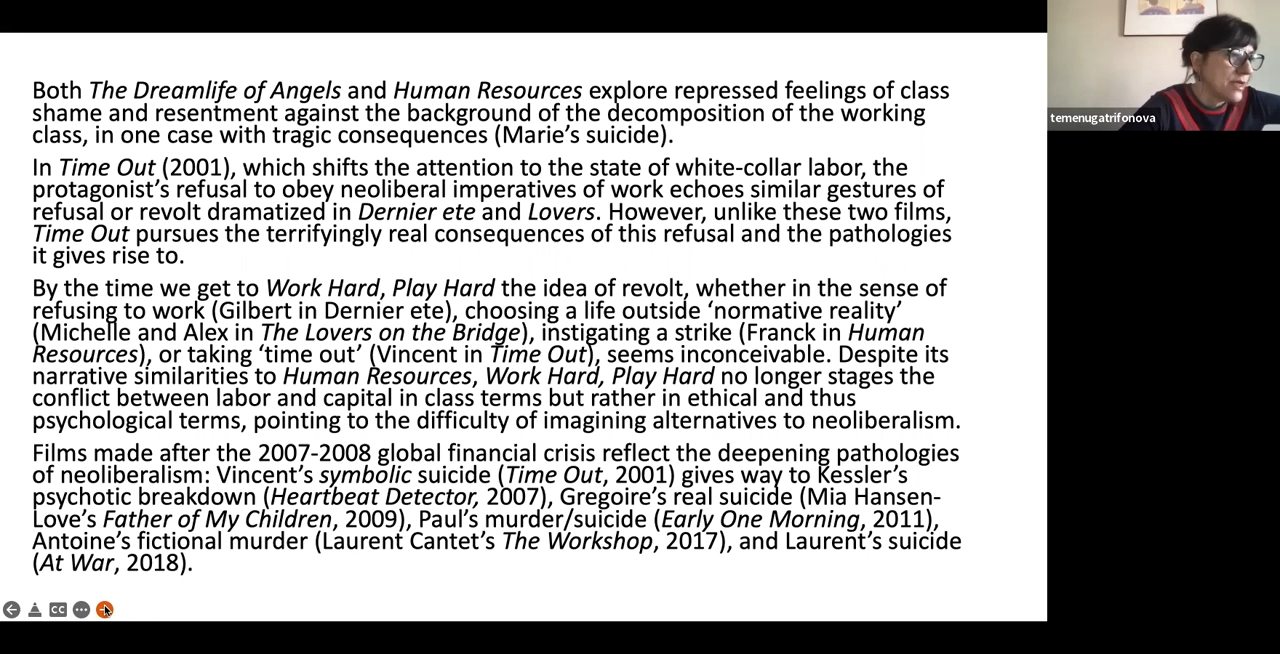 Both The Dreamlife of Angels and Human Resources explore repressed feelings of class
shame and resentment against the background of the decomposition of the working
class, in one case with tragic consequences (Marie’s suicide).
In Time Out (2001), which shifts the attention to the state of white-collar labor, the
protagonist’s refusal to obey neoliberal imperatives of work echoes similar gestures of
refusal or revolt dramatized in Dernier ete and Lovers. However, unlike these two films,
Time Out pursues the terrifyingly real consequences of this refusal and the pathologies
it gives rise to.
By the time we get to Work Hard, Play Hard the idea of revolt, whether in the sense of
refusing to work (Gilbert in Dernier ete), choosing a life outside ‘normative reality’
(Michelle and Alex in The Lovers on the Bridge), instigating a strike (Franck in Human
Resources), or taking ‘time out’ (Vincent in Time Out), seems inconceivable. Despite its
narrative similarities to Human Resources, Work Hard, Play Hard no longer stages the
conflict between labor and capital in class terms but rather in ethical and thus
psychological terms, pointing to the difficulty of imagining alternatives to neoliberalism.
Films made after the 2007-2008 global financial crisis reflect the deepening pathologies
of neoliberalism: Vincent’s symbolic suicide (Time Out, 2001) gives way to Kessler’s
psychotic breakdown (Heartbeat Detector, 2007), Gregoire’s real suicide (Mia Hansen-
Love’s Father of My Children, 2009), Paul’s murder/suicide (Early One Morning, 2011),
Antoine’s fictional murder (Laurent Cantet’s The Workshop, 2017), and Laurent’s suicide
(At War, 2018).
CC
temenugatrifonova